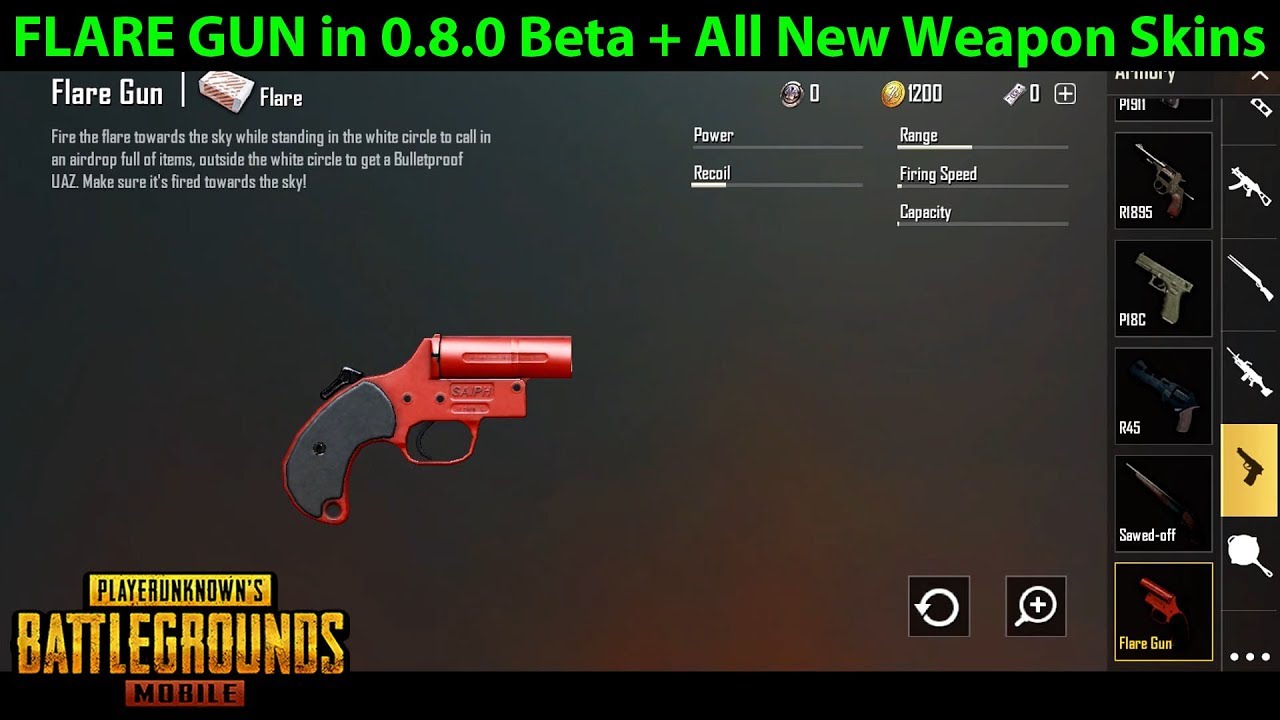 FLARE GUN in 0.8.0 Beta + All New Weapon Skins
Flare Gun
Flare
0
1200
0
Armory
Fire the flare towards the sky while standing in the white circle to call in
an airdrop full of items, outside the white circle to get a Bulletproof
UAZ. Make sure it's fired towards the sky!
Power
Range
Recoil
Firing Speed
Capacity
P1911
R1895
P18C
R45
Sawed-off
Flare Gun
SAIPH
PLAYERUNKNOWN'S
BATTLEGROUNDS
MOBILE